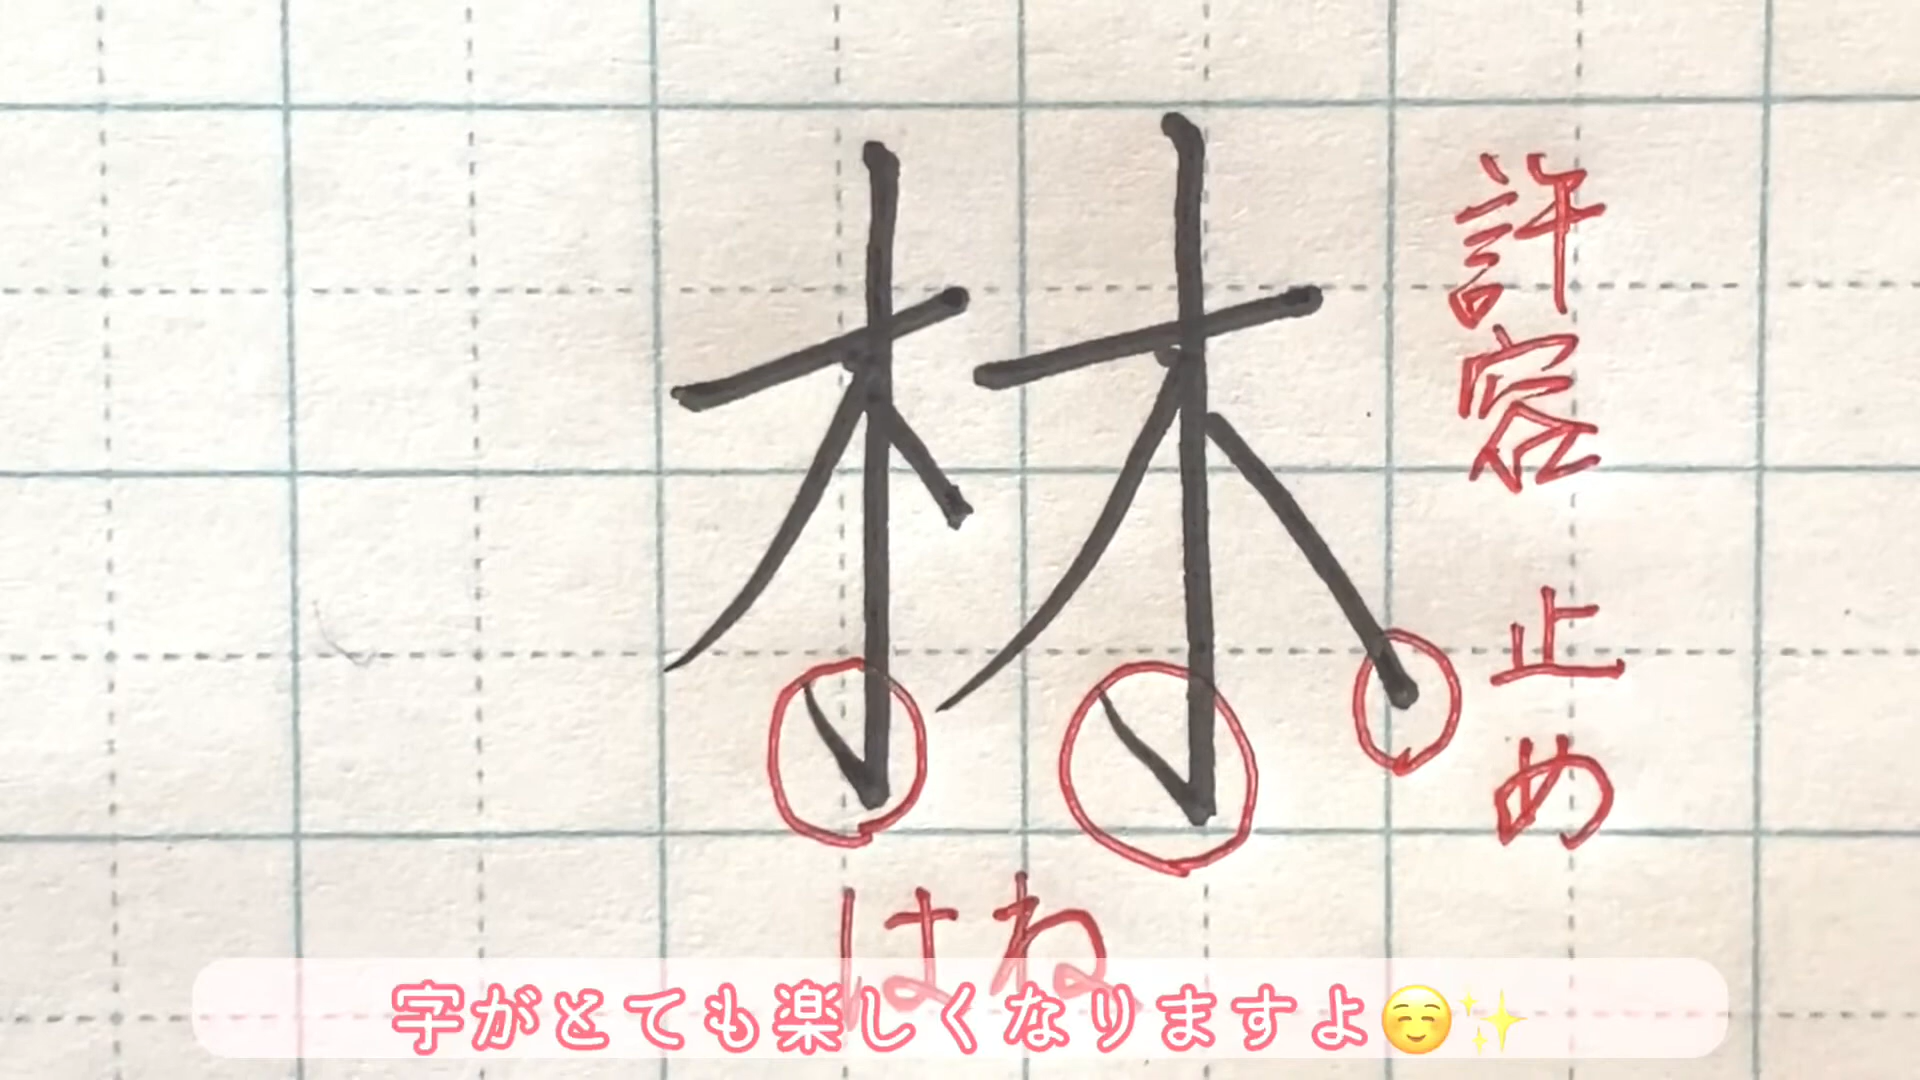 林
許容
止め
はね
字がとても楽しくなりますよ☺️✨